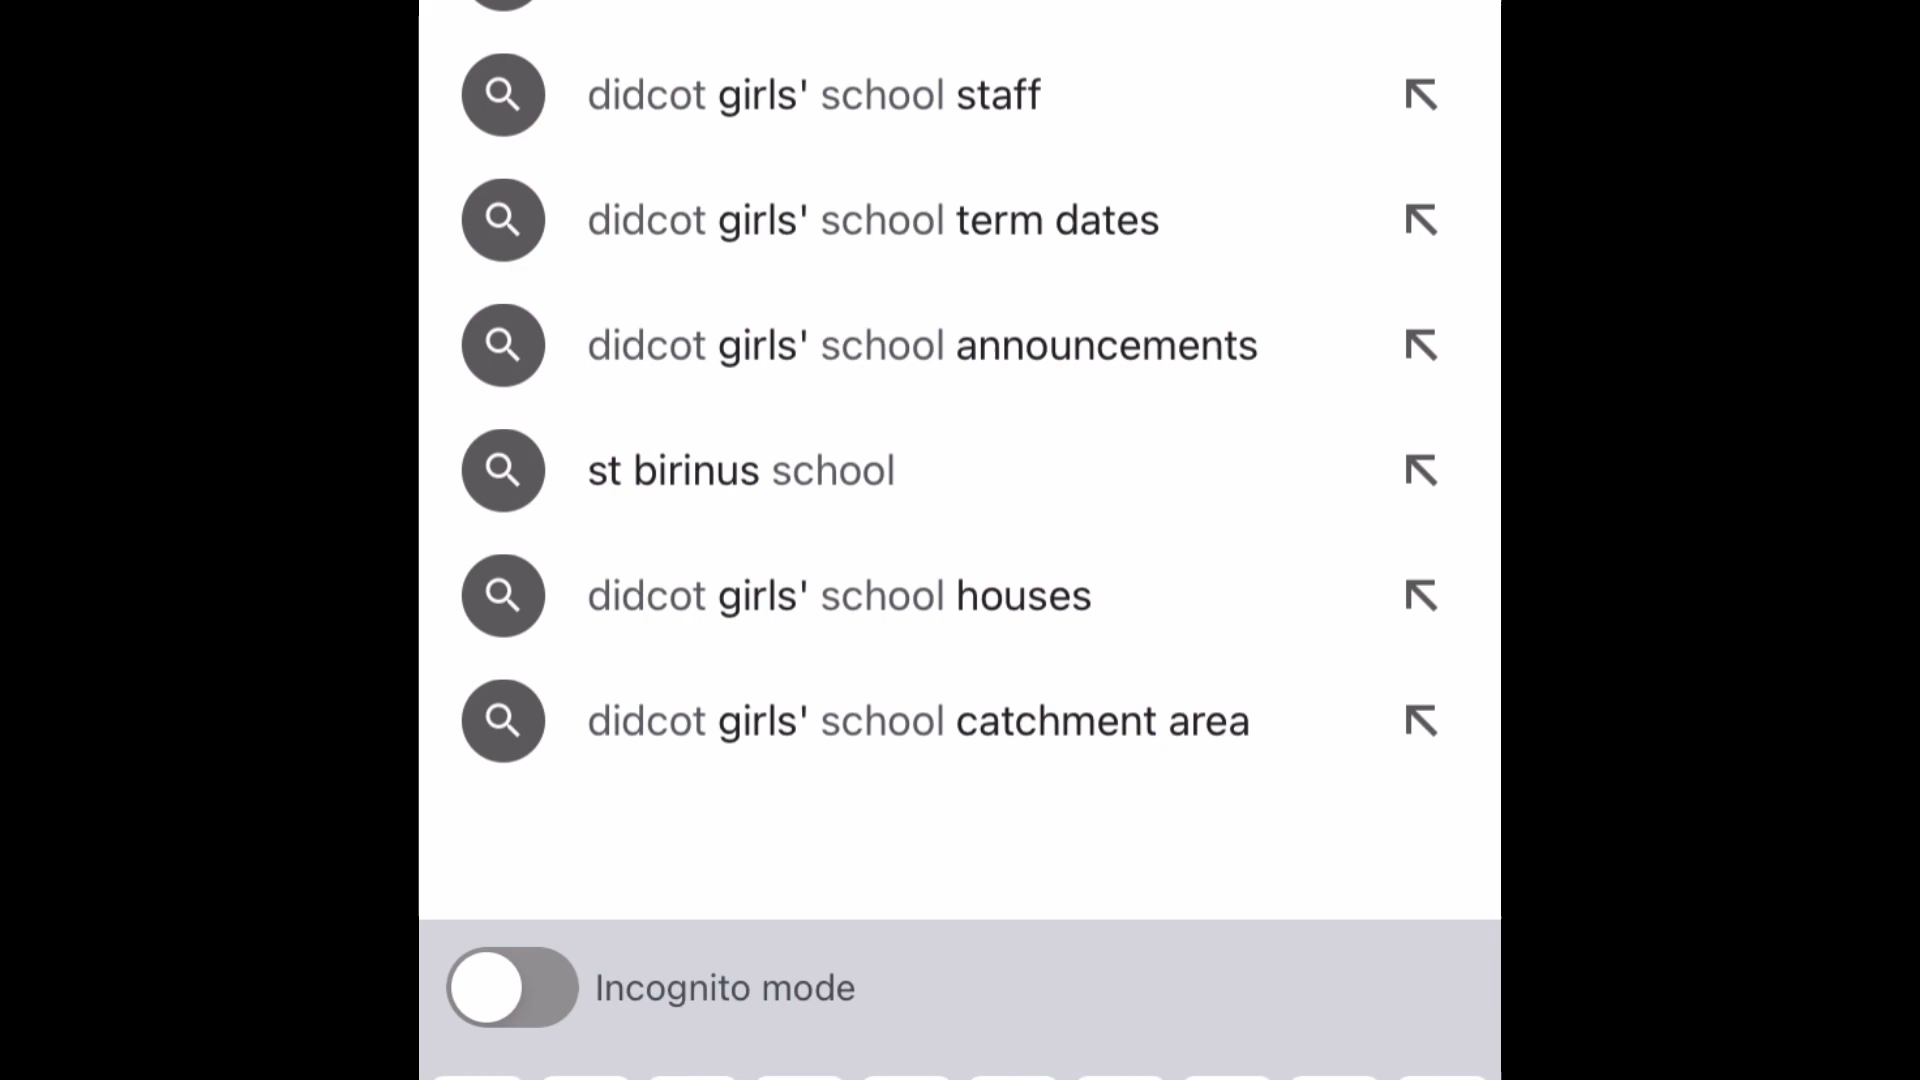 didcot girls' school staff
didcot girls' school term dates
didcot girls' school announcements
st birinus school
didcot girls' school houses
didcot girls' school catchment area
Incognito mode